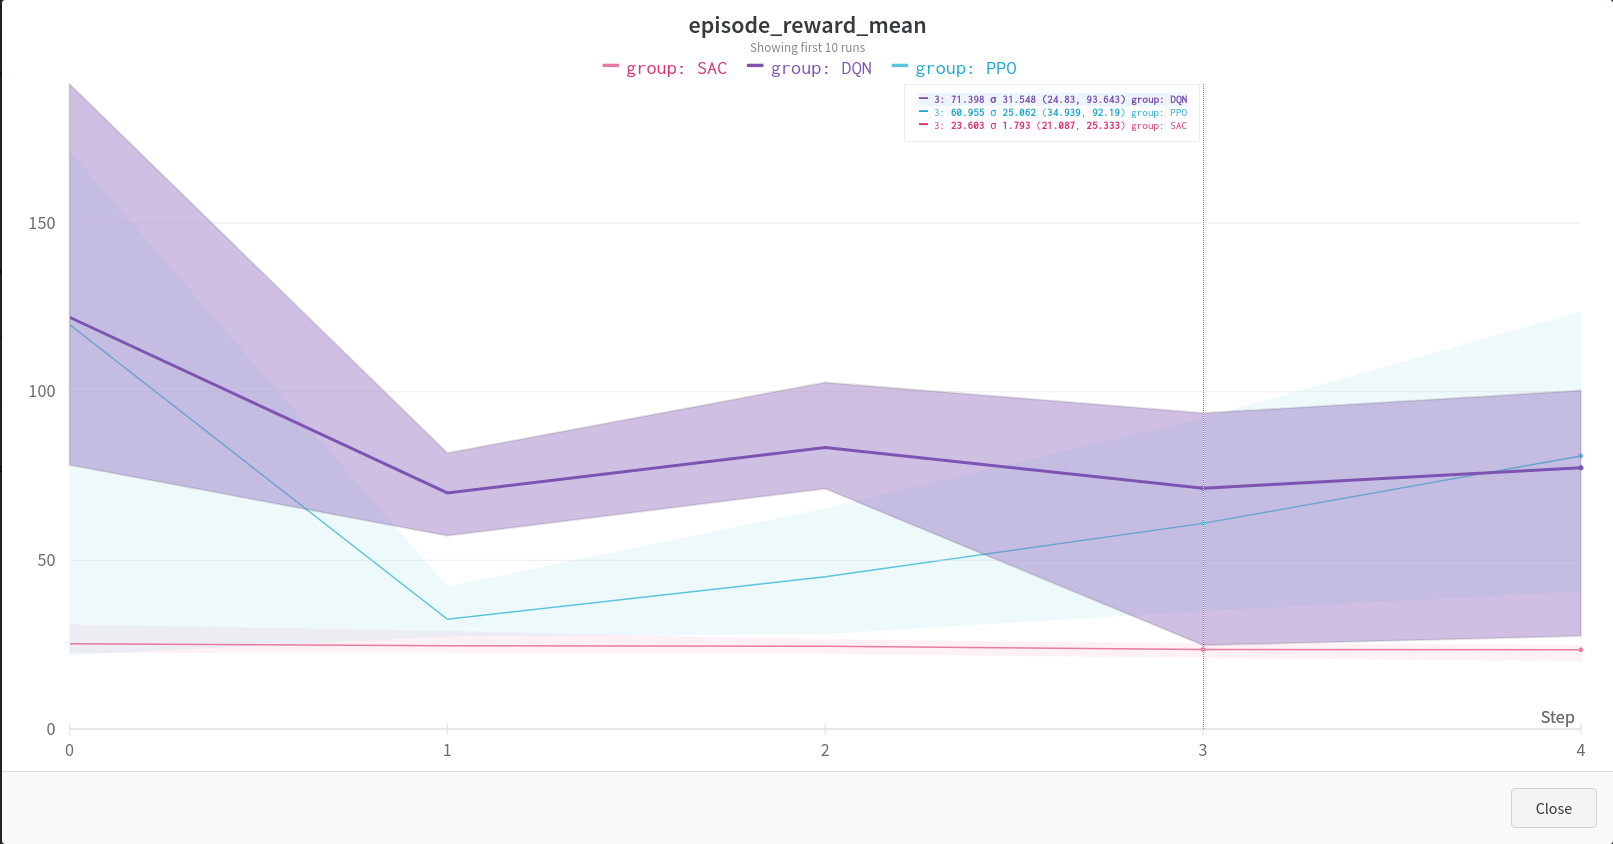 episode_reward_mean
Showing first 10 runs
group: SAC group: DQN group: PPO
3: 71.398 σ 31.548 (24.83, 93.643) group: DQN
3: 60.955 σ 25.062 (34.939, 92.19) group: PPO
3: 23.603 σ 1.793 (21.087, 25.333) group: SAC
150
100
50
0
Step
0 1 2 3 4
Close